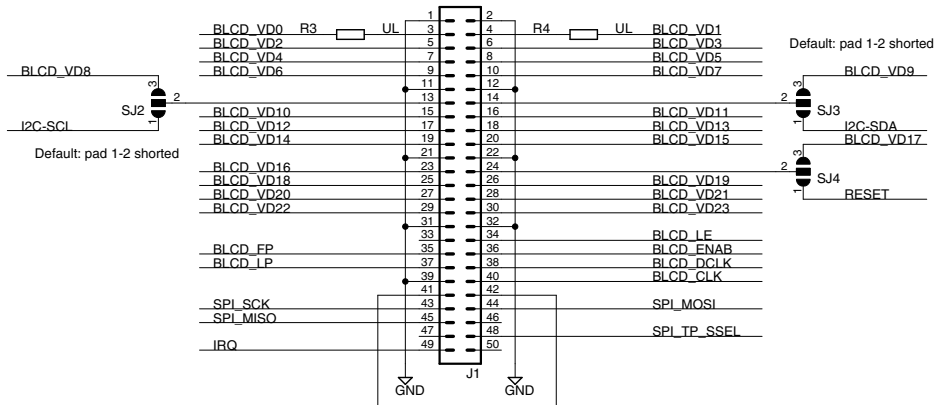 1 2
BLCD_VD0 R3 UL 3 4 R4 UL BLCD_VD1
BLCD_VD2 5 6 BLCD_VD3
Default: pad 1-2 shorted
BLCD_VD4 7 8 BLCD_VD5
BLCD_VD8 3 BLCD_VD6 9 10 BLCD_VD7 3 BLCD_VD9
11 12
SJ2 2 13 14 2 SJ3
BLCD_VD10 15 16 BLCD_VD11
I2C-SCL 1 BLCD_VD12 17 18 BLCD_VD13 1 I2C-SDA
BLCD_VD14 19 20 BLCD_VD15 3 BLCD_VD17
Default: pad 1-2 shorted
21 22
BLCD_VD16 23 24 2 SJ4
BLCD_VD18 25 26 BLCD_VD19
BLCD_VD20 27 28 BLCD_VD21 1 RESET
BLCD_VD22 29 30 BLCD_VD23
31 32
33 34 BLCD_LE
BLCD_FP 35 36 BLCD_ENAB
BLCD_LP 37 38 BLCD_DCLK
39 40 BLCD_CLK
41 42
SPI_SCK 43 44 SPI_MOSI
SPI_MISO 45 46
47 48 SPI_TP_SSEL
IRQ 49 50
J1
GND GND